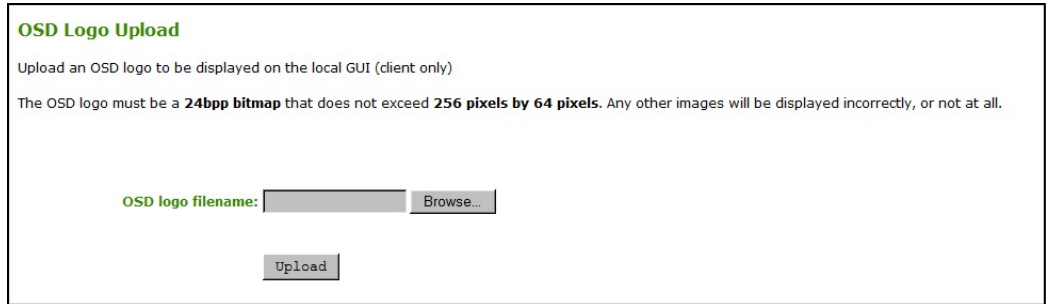 OSD Logo Upload
Upload an OSD logo to be displayed on the local GUI (client only)
The OSD logo must be a 24bpp bitmap that does not exceed 256 pixels by 64 pixels. Any other images will be displayed incorrectly, or not at all.
OSD logo filename: Browse...
Upload